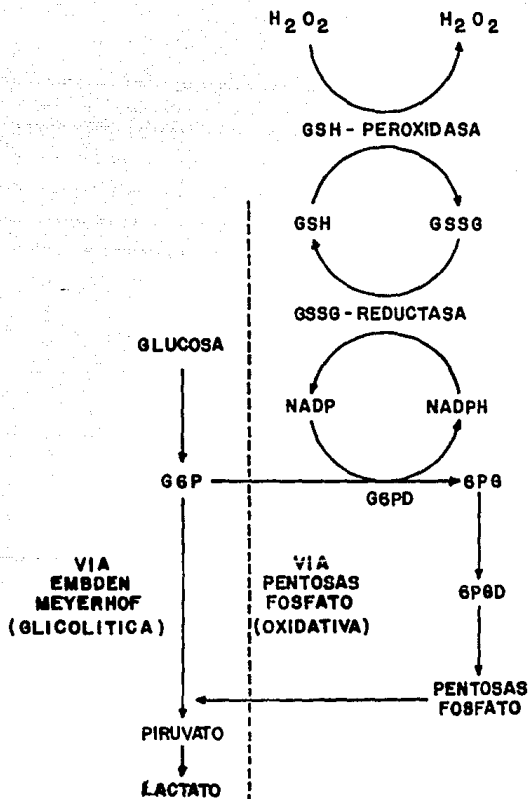 H2O2 H2O2
GSH-PEROXIDASA
GSH GSSG
GSSG-REDUCTASA
GLUCOSA
NADP NADPH
G6P 6PG
G6PD
VIA
EMBDEN
MEYERHOF
(GLICOLITICA)
VIA
PENTOSAS
FOSFATO
(OXIDATIVA)
6PGD
PENTOSAS
FOSFATO
PIRUVATO
LACTATO